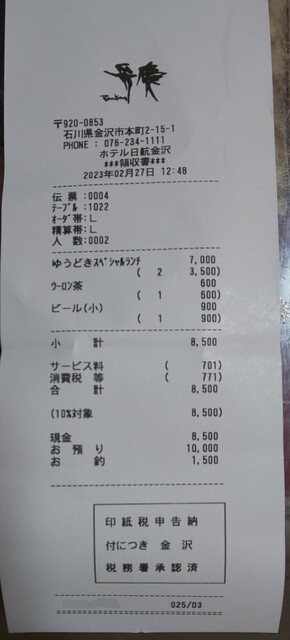 〒920-0853
石川県金沢市本町2-15-1
PHONE : 076-234-1111
ホテル日航金沢
***領収書***
2023年02月27日 12:48
伝 票:0004
テーブル:1022
オーダ帯:L
精算帯:L
人 数:0002
ゆうどきスペシャルランチ 7,000
( 2 3,500)
ウーロン茶 600
( 1 600)
ビール(小) 900
( 1 900)
小 計 8,500
サービス料 ( 701)
消費税 等 ( 771)
合 計 8,500
(10%対象 8,500)
現金 8,500
お 預 り 10,000
お 釣 1,500
印紙税申告納
付につき 金沢
税務署承認済
025/03